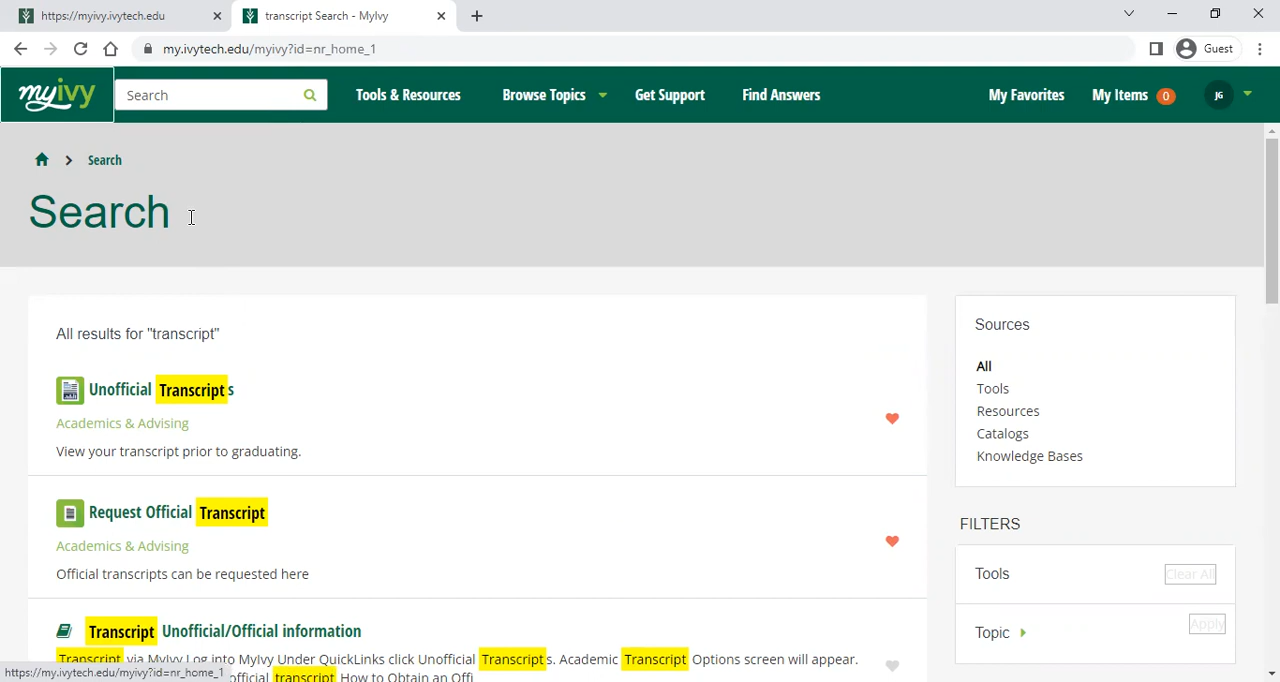 https://myivy.ivytech.edu
transcript Search - MyIvy
my.ivytech.edu/myivy?id=nr_home_1
Guest
myivy
Search
Tools & Resources
Browse Topics
Get Support
Find Answers
My Favorites
My Items 0
JG
Search
Search
All results for "transcript"
Unofficial Transcripts
Academics & Advising
View your transcript prior to graduating.
Request Official Transcript
Academics & Advising
Official transcripts can be requested here
Transcript Unofficial/Official information
Transcript via MyIvy Log into MyIvy Under QuickLinks click Unofficial Transcripts. Academic Transcript Options screen will appear.
official transcript How to Obtain an Offi
Sources
All
Tools
Resources
Catalogs
Knowledge Bases
FILTERS
Tools
Clear All
Topic
Apply
https://my.ivytech.edu/myivy?id=nr_home_1